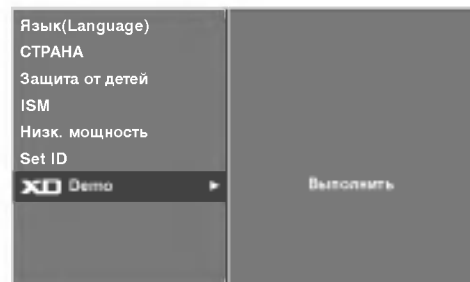 Язык(Language)
СТРАНА
Защита от детей
ISM
Низк. мощность
Set ID
XD Demo ►
Выполнить